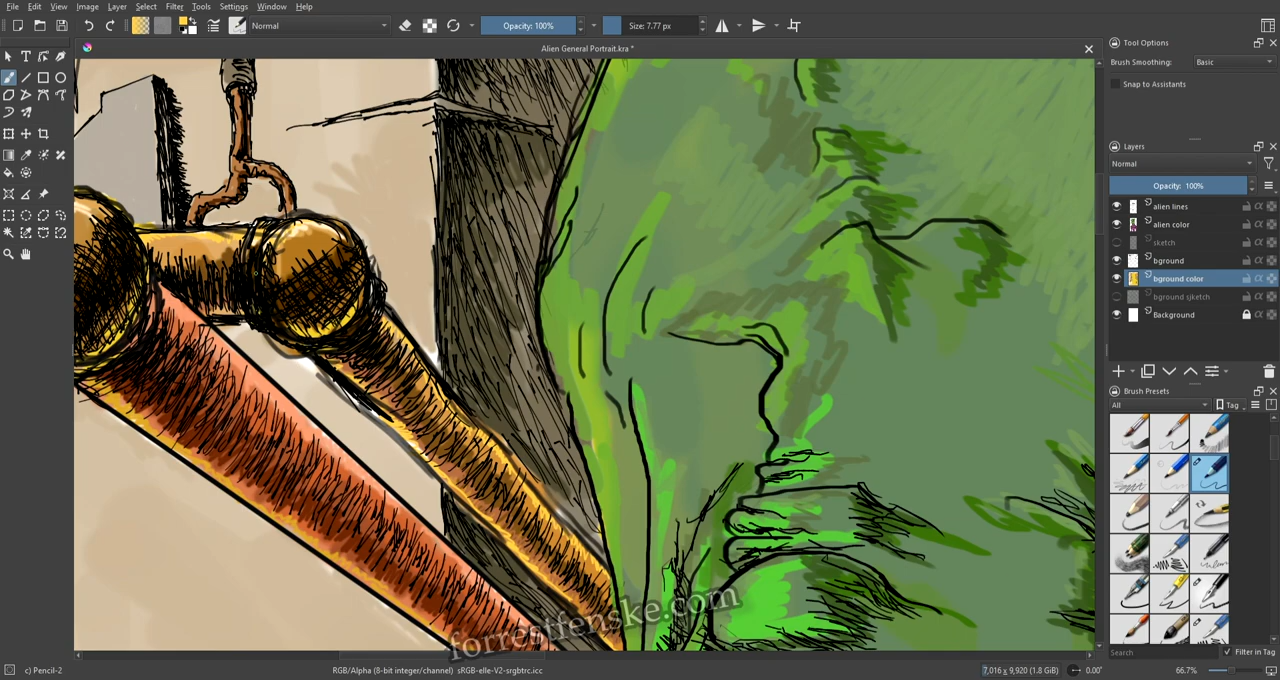 File Edit View Image Layer Select Filter Tools Settings Window Help
Normal Opacity: 100% Size: 7.77 px
Alien General Portrait.kra *
Tool Options
Brush Smoothing: Basic
Snap to Assistants
Layers
Normal
Opacity: 100%
alien lines
alien color
sketch
bground
bground color
bground sjketch
Background
Brush Presets
All Tag
forrestfenske.com
Search Filter in Tag
c) Pencil-2 RGB/Alpha (8-bit integer/channel) sRGB-elle-V2-srgbtrc.icc 7,016 x 9,920 (1.8 GiB) 0.00° 66.7%